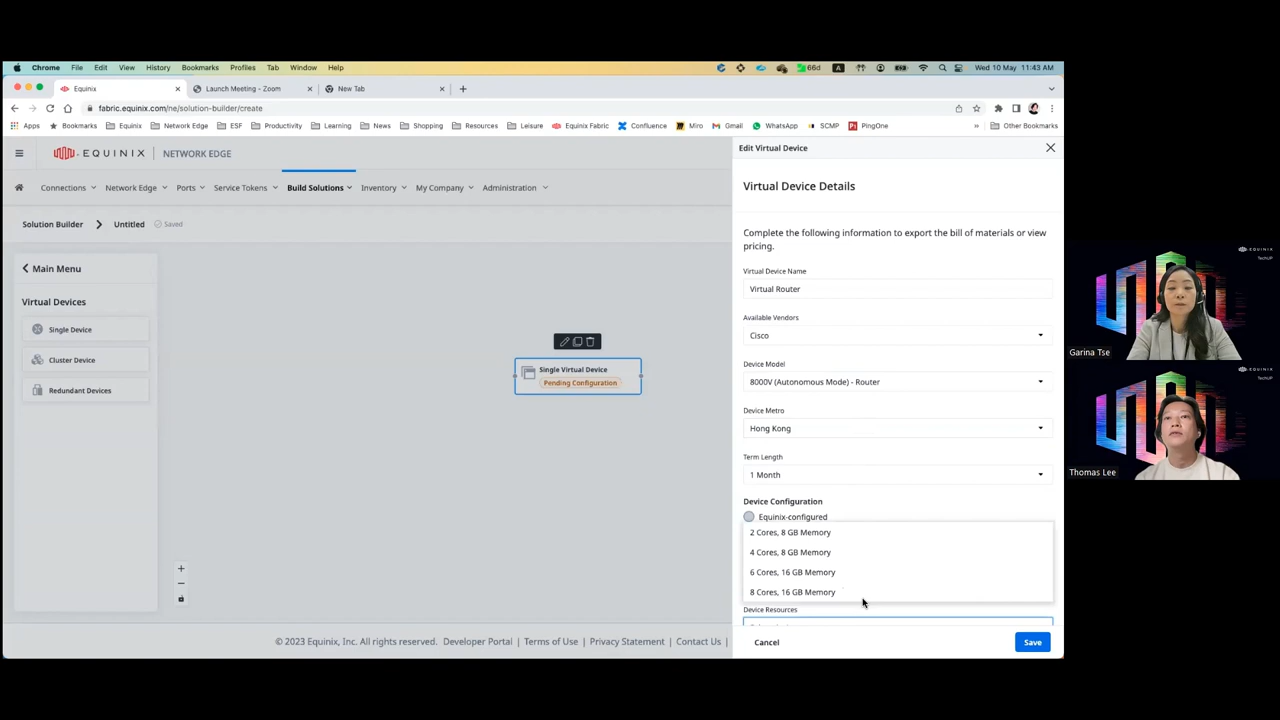 Chrome File Edit View History Bookmarks Profiles Tab Window Help
66d A Wed 10 May 11:43 AM
Equinix Launch Meeting - Zoom New Tab
fabric.equinix.com/ne/solution-builder/create
Apps Bookmarks Equinix Network Edge ESF Productivity Learning News Shopping Resources Leisure Equinix Fabric Confluence Miro Gmail WhatsApp SCMP PingOne » Other Bookmarks
EQUINIX NETWORK EDGE
Connections Network Edge Ports Service Tokens Build Solutions Inventory My Company Administration
Solution Builder Untitled Saved
Main Menu
Virtual Devices
Single Device
Cluster Device
Redundant Devices
Single Virtual Device
Pending Configuration
© 2023 Equinix, Inc. All rights reserved. Developer Portal | Terms of Use | Privacy Statement | Contact Us |
Edit Virtual Device
Virtual Device Details
Complete the following information to export the bill of materials or view
pricing.
Virtual Device Name
Virtual Router
Available Vendors
Cisco
Device Model
8000V (Autonomous Mode) - Router
Device Metro
Hong Kong
Term Length
1 Month
Device Configuration
Equinix-configured
2 Cores, 8 GB Memory
4 Cores, 8 GB Memory
6 Cores, 16 GB Memory
8 Cores, 16 GB Memory
Device Resources
Cancel Save
EQUINIX
TechUP
Garina Tse
EQUINIX
TechUP
Thomas Lee